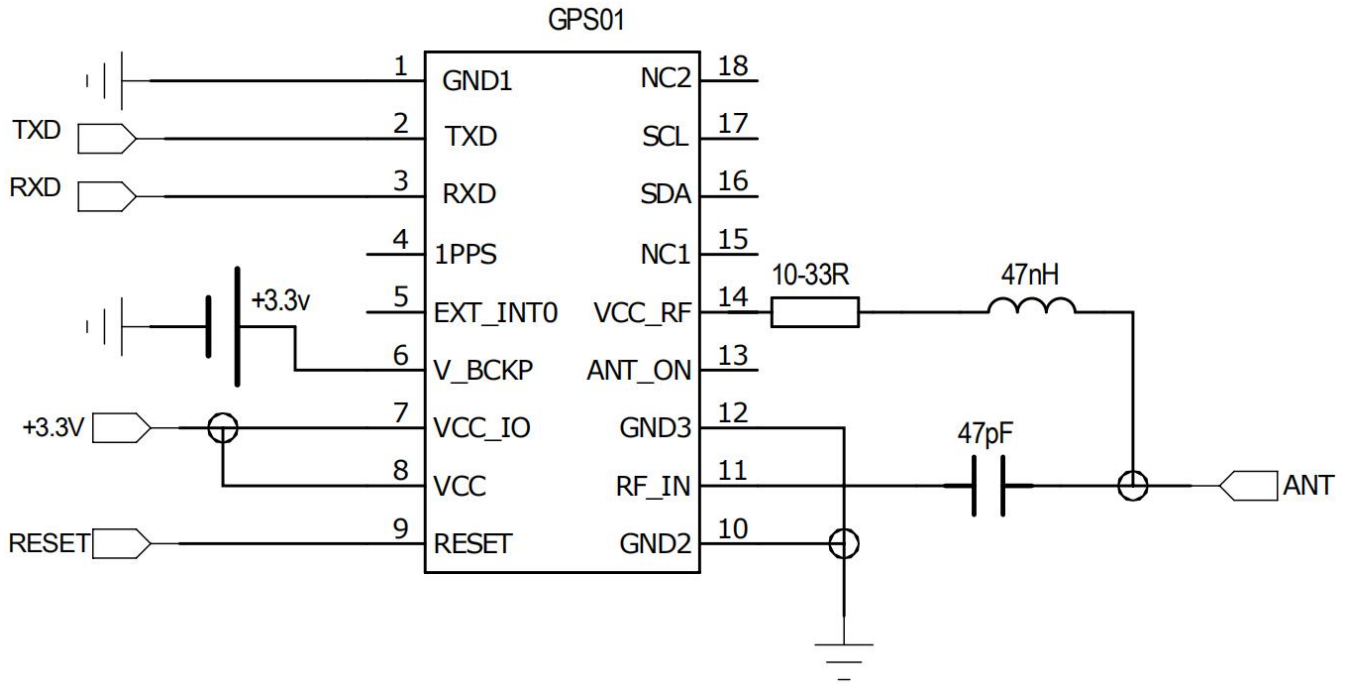 GPS01
1 GND1 NC2 18
TXD 2 TXD SCL 17
RXD 3 RXD SDA 16
4 1PPS NC1 15
10-33R 47nH
+3.3v 5 EXT_INT0 VCC_RF 14
6 V_BCKP ANT_ON 13
+3.3V 7 VCC_IO GND3 12
47pF
8 VCC RF_IN 11 ANT
RESET 9 RESET GND2 10